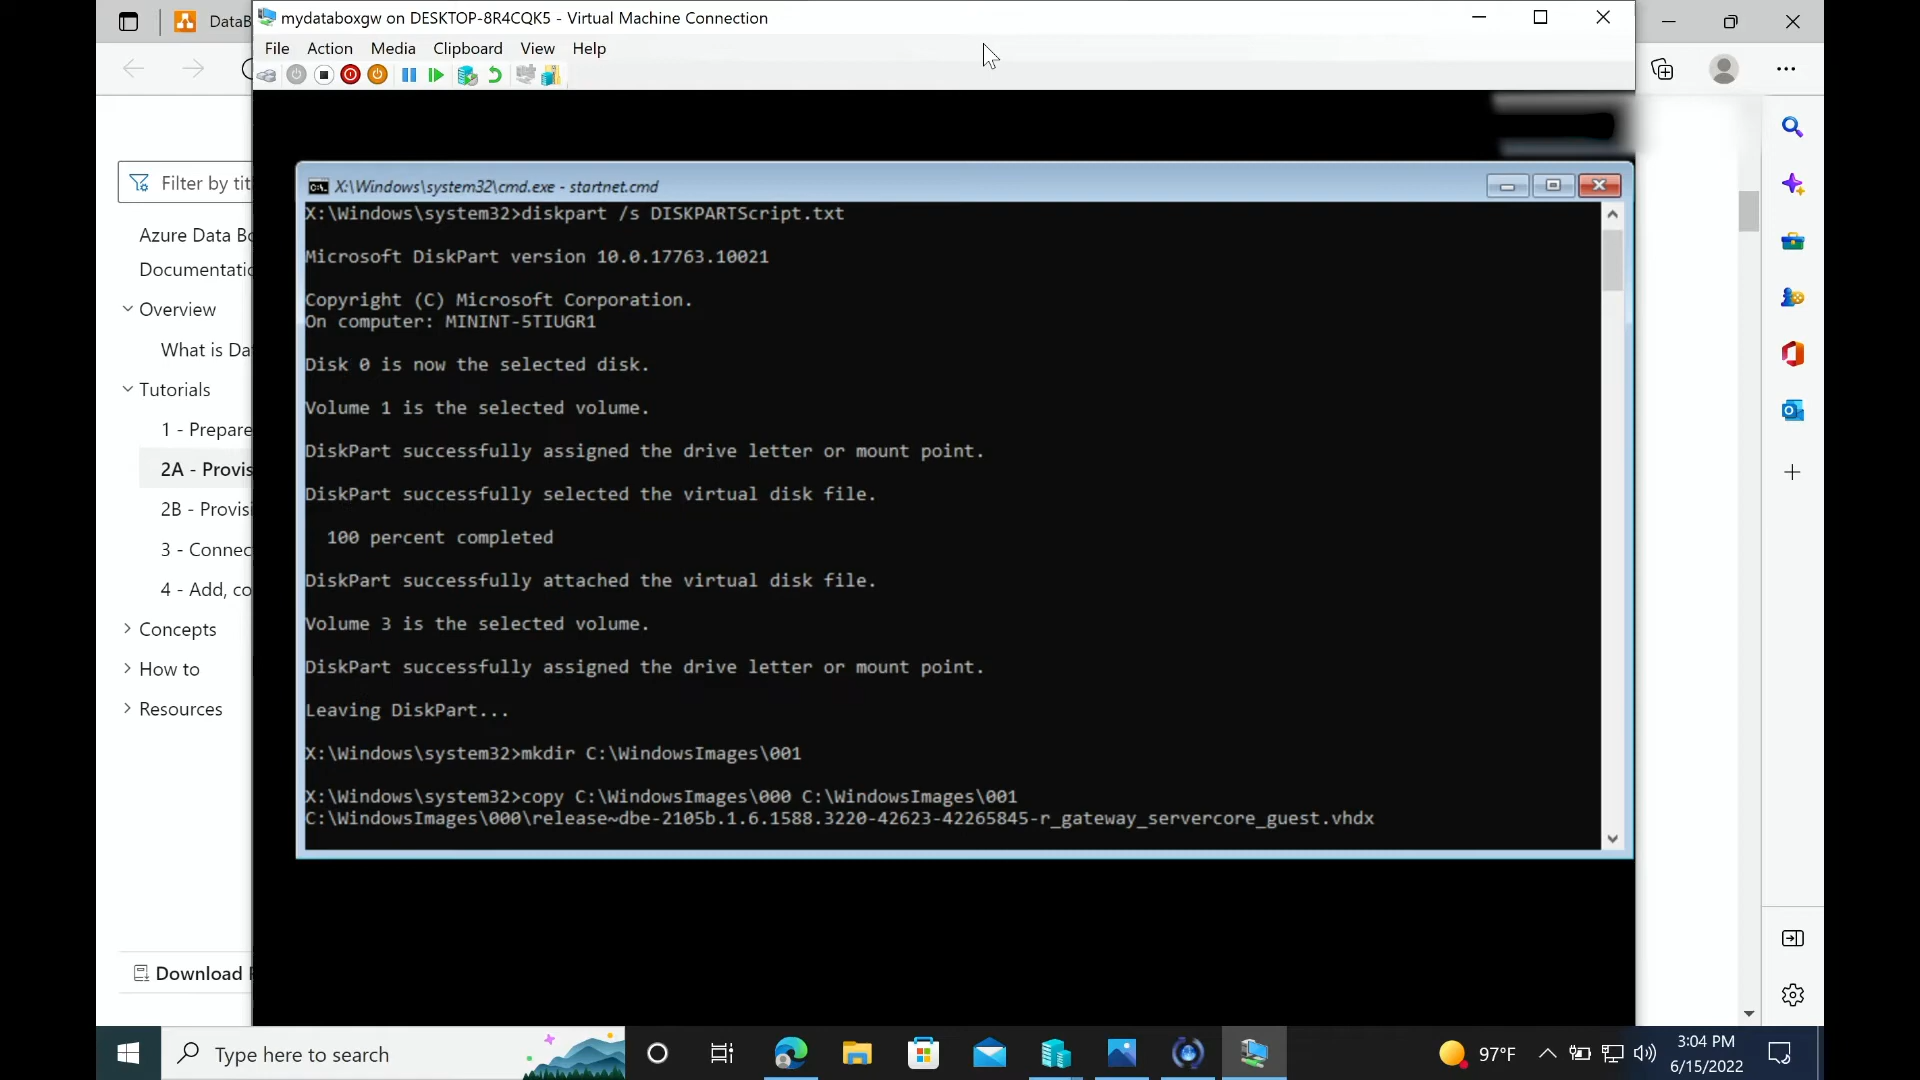 DataB
mydataboxgw on DESKTOP-8R4CQK5 - Virtual Machine Connection
File Action Media Clipboard View Help
Filter by tit
Azure Data Bo
Documentatio
Overview
What is Da
Tutorials
1 - Prepare
2A - Provis
2B - Provisi
3 - Connec
4 - Add, co
Concepts
How to
Resources
Download P
X:\Windows\system32\cmd.exe - startnet.cmd
X:\Windows\system32>diskpart /s DISKPARTScript.txt
Microsoft DiskPart version 10.0.17763.10021
Copyright (C) Microsoft Corporation.
On computer: MININT-5TIUGR1
Disk 0 is now the selected disk.
Volume 1 is the selected volume.
DiskPart successfully assigned the drive letter or mount point.
DiskPart successfully selected the virtual disk file.
100 percent completed
DiskPart successfully attached the virtual disk file.
Volume 3 is the selected volume.
DiskPart successfully assigned the drive letter or mount point.
Leaving DiskPart...
X:\Windows\system32>mkdir C:\WindowsImages\001
X:\Windows\system32>copy C:\WindowsImages\000 C:\WindowsImages\001
C:\WindowsImages\000\release~dbe-2105b.1.6.1588.3220-42623-42265845-r_gateway_servercore_guest.vhdx
Type here to search
97°F
3:04 PM
6/15/2022